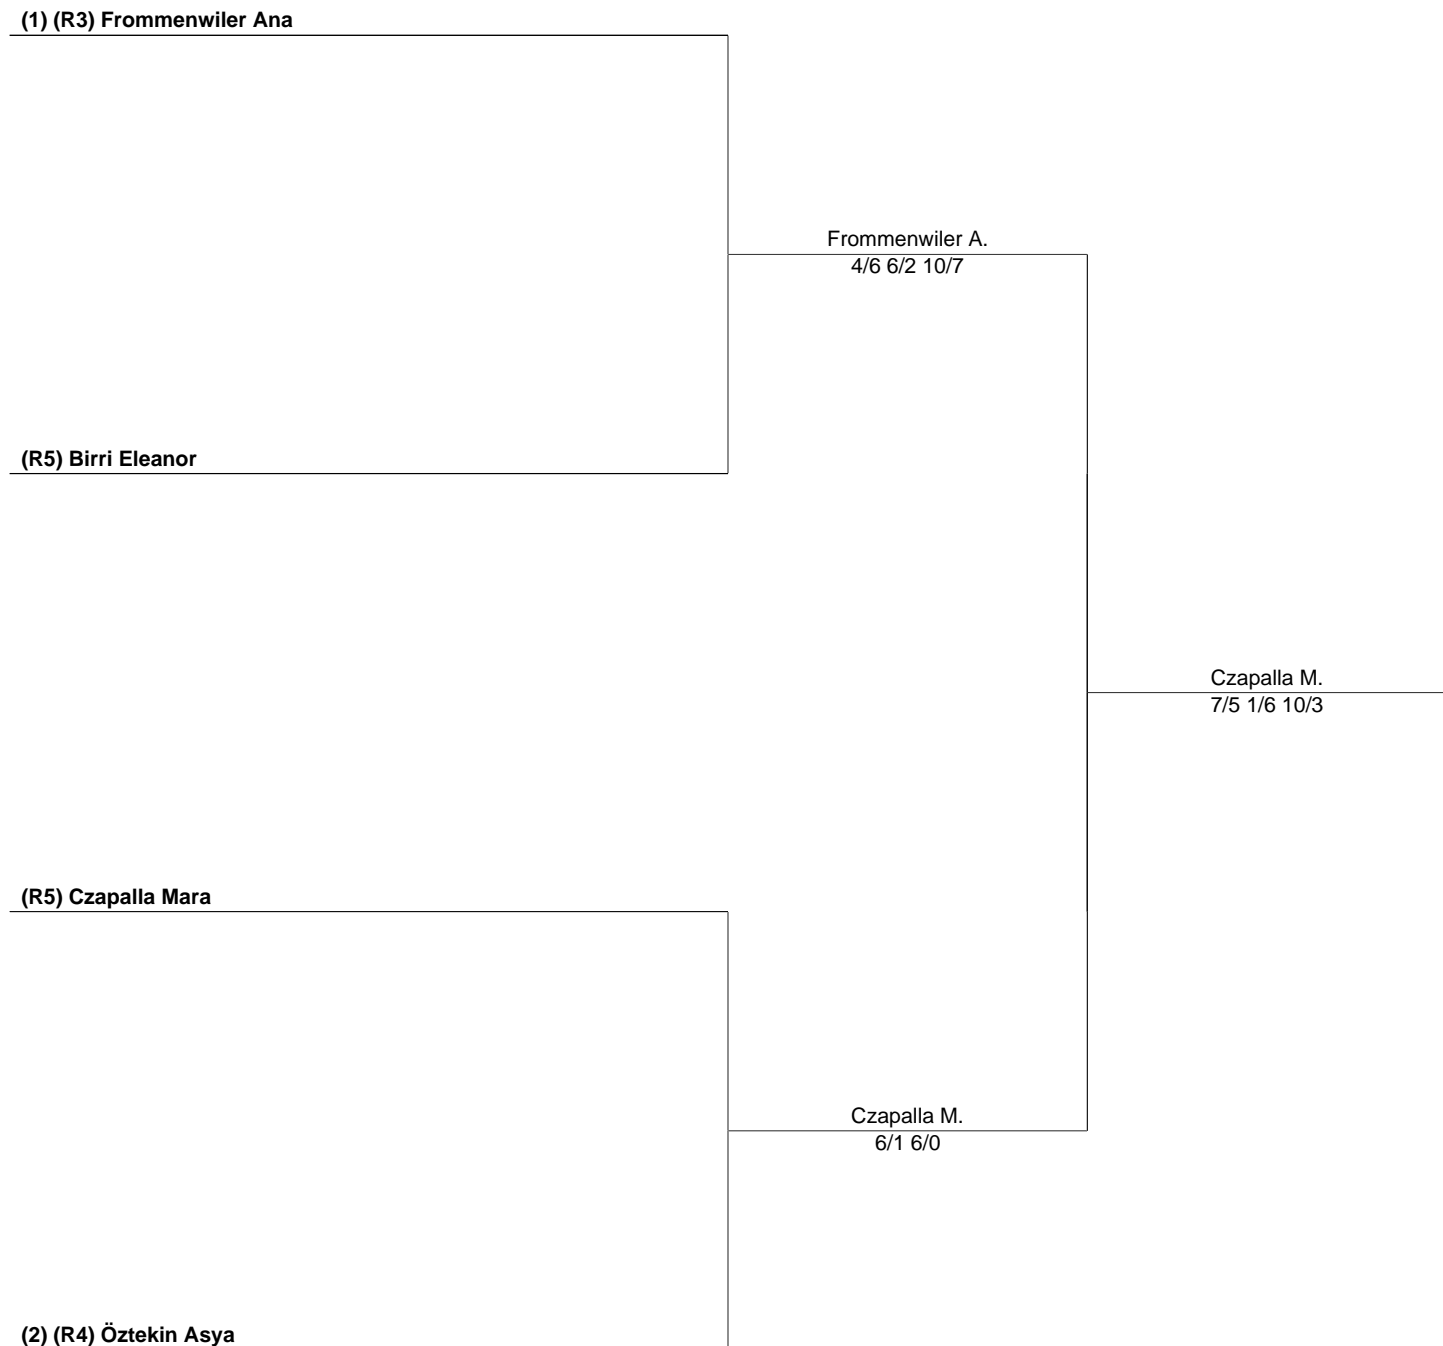 (1) (R3) Frommenwiler Ana
Frommenwiler A.
4/6 6/2 10/7
(R5) Birri Eleanor
Czapalla M.
7/5 1/6 10/3
(R5) Czapalla Mara
Czapalla M.
6/1 6/0
(2) (R4) Öztekin Asya